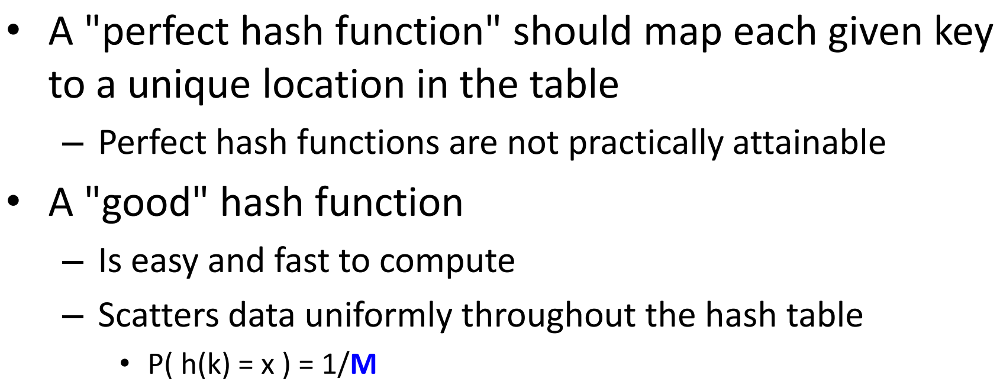 • A "perfect hash function" should map each given key
to a unique location in the table
– Perfect hash functions are not practically attainable
• A "good" hash function
– Is easy and fast to compute
– Scatters data uniformly throughout the hash table
• P( h(k) = x ) = 1/M